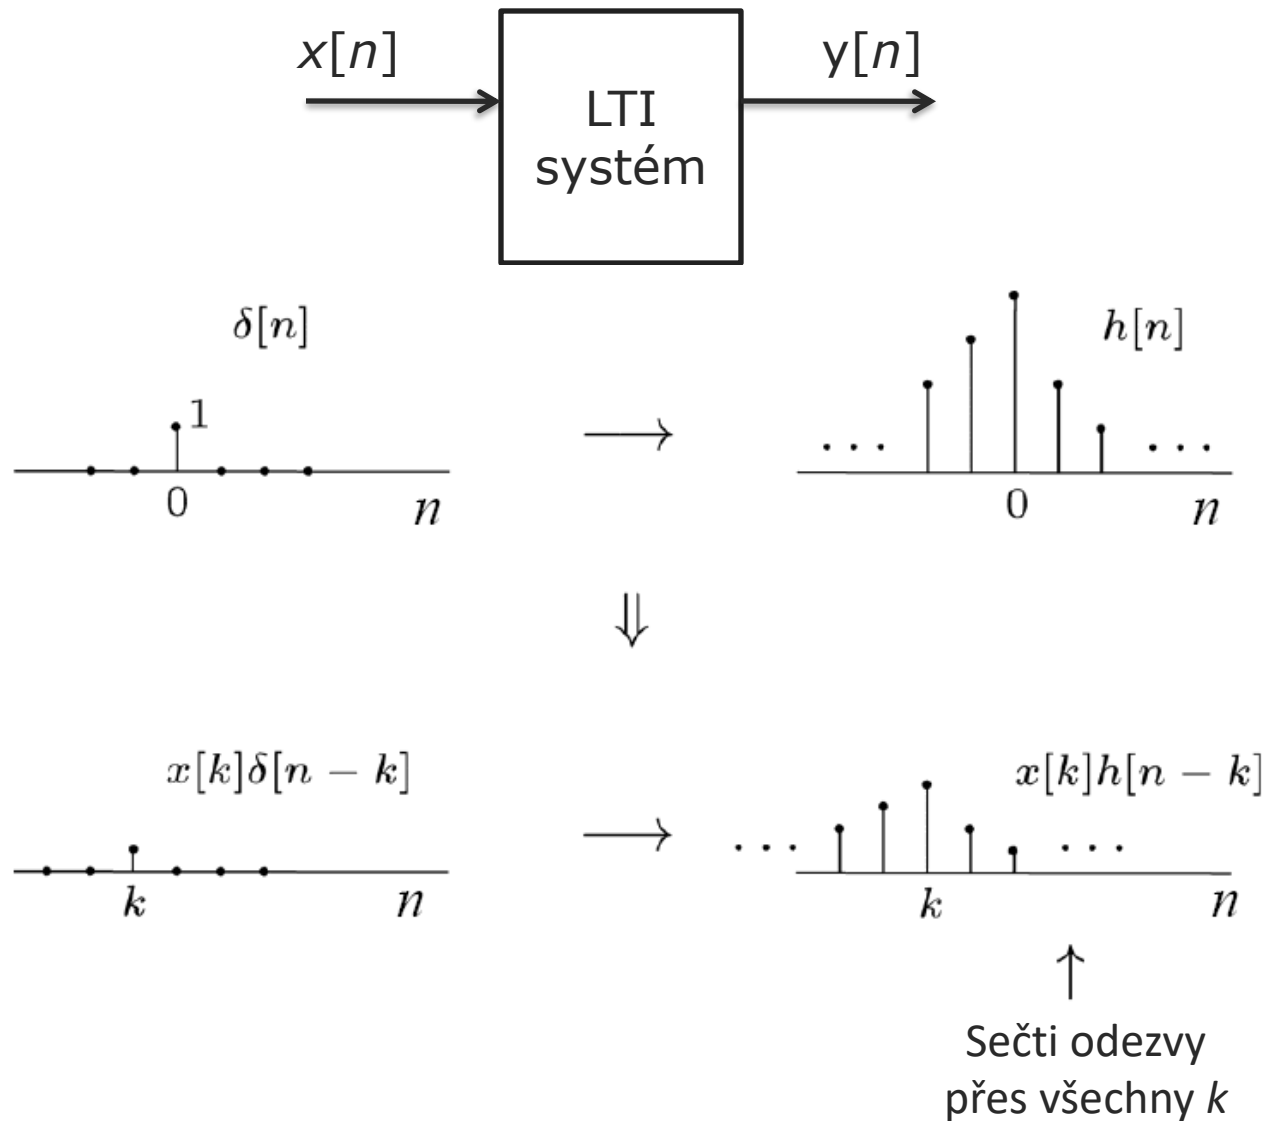 x[n]
y[n]
LTI
systém
δ[n]
h[n]
1
. . .
. . .
0
n
0
n
x[k]δ[n − k]
x[k]h[n − k]
. . .
. . .
k
n
k
n
Sečti odezvy
přes všechny k